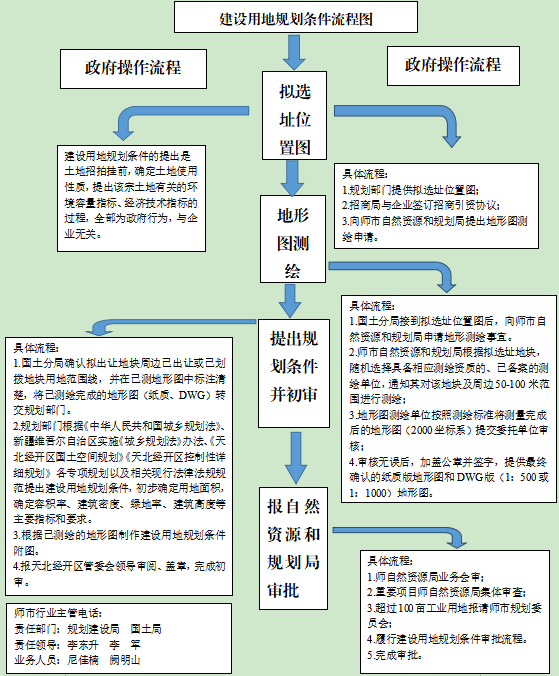 建设用地规划条件流程图
政府操作流程
政府操作流程
拟选
址位
置图
建设用地规划条件的提出是
土地招拍挂前，确定土地使用
性质，提出该宗土地有关的环
境容量指标、经济技术指标的
过程，全部为政府行为，与企
业无关。
具体流程：
1.规划部门提供拟选址位置图；
2.招商局与企业签订招商引资协议；
3.向师市自然资源和规划局提出地形图测
绘申请。
地形
图测
绘
具体流程：
1.国土分局接到拟选址位置图后，向师市自
然资源和规划局申请地形测绘事宜。
2.师市自然资源和规划局根据拟选址地块，
随机选择具备相应测绘资质的、已备案的测
绘单位，通知其对该地块及周边50-100米范
围进行测绘；
3.地形图测绘单位按照测绘标准将测量完成
后的地形图（2000坐标系）提交委托单位审
核；
4.审核无误后，加盖公章并签字，提供最终
确认的纸质版地形图和DWG版（1：500或
1：1000）地形图。
提出规
划条件
并初审
具体流程：
1.国土分局确认拟出让地块周边已出让或已划
拨地块用地范围线，并在已测地形图中标注清
楚，将已测绘完成的地形图（纸质、DWG）转
交规划部门。
2.规划部门根据《中华人民共和国城乡规划法》、
新疆维吾尔自治区实施《城乡规划法》办法、《天
北经开区国土空间规划》《天北经开区控制性详
细规划》各专项规划以及相关现行法律法规规
范提出建设用地规划条件，初步确定用地面积，
确定容积率、建筑密度、绿地率、建筑高度等
主要指标和要求。
3.根据已测绘的地形图制作建设用地规划条件
附图。
4.报天北经开区管委会领导审阅、盖章，完成初
审。
报自然
资源和
规划局
审批
具体流程：
1.师自然资源局业务会审；
2.重要项目师自然资源局集体审查；
3.超过100亩工业用地报请师市规划
委员会；
4.履行建设用地规划条件审批流程。
5.完成审批。
师市行业主管电话：
责任部门：规划建设局 国土局
责任领导：李东升 李 军
业务人员：尼佳楠 阙明山